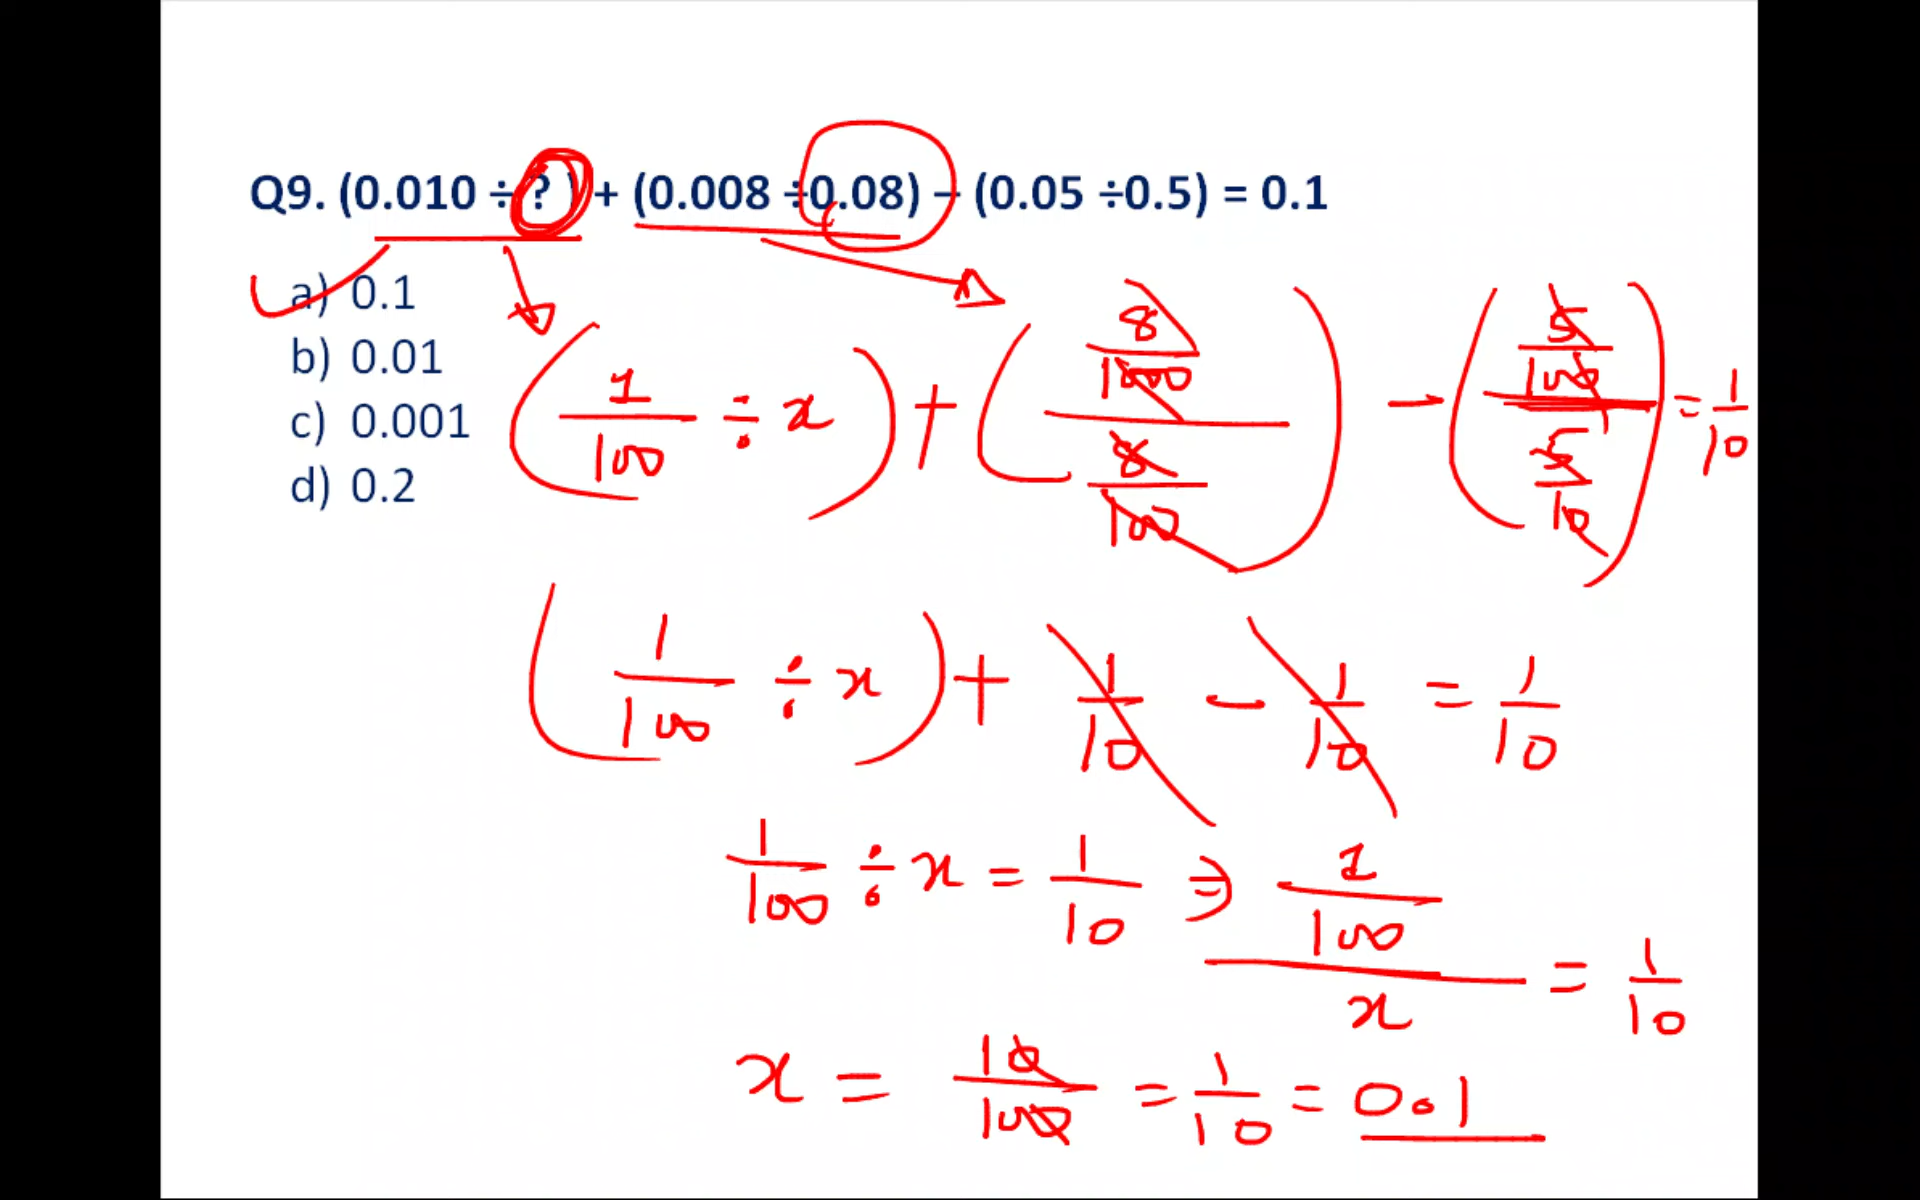 Q9. (0.010 ÷ ? ) + (0.008 ÷0.08) – (0.05 ÷0.5) = 0.1
a) 0.1
b) 0.01
c) 0.001
d) 0.2
(1/100 ÷ x) + ((8/1000)/(8/100)) - ((5/100)/(5/10)) = 1/10
(1/100 ÷ x) + 1/10 - 1/10 = 1/10
1/100 ÷ x = 1/10 ⇒ (1/100)/x = 1/10
x = 10/100 = 1/10 = 0.1